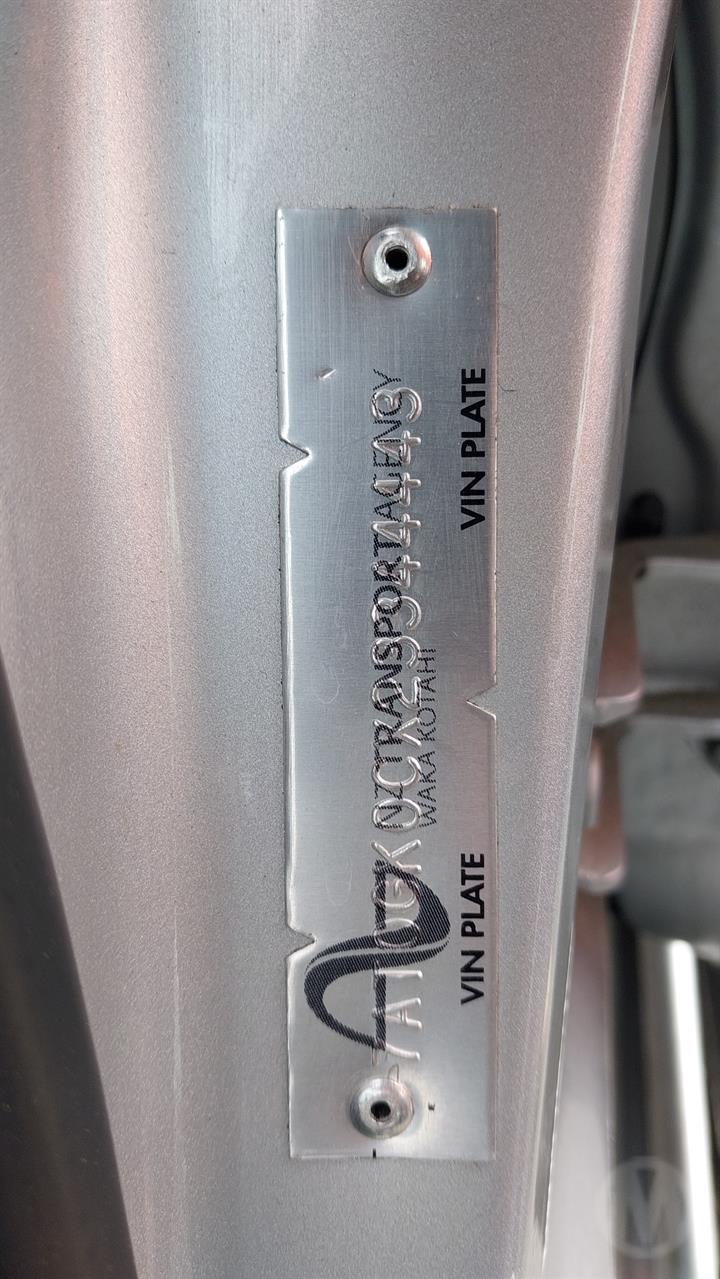 NZ TRANSPORT AGENCY
WAKA KOTAHI
VIN PLATE VIN PLATE